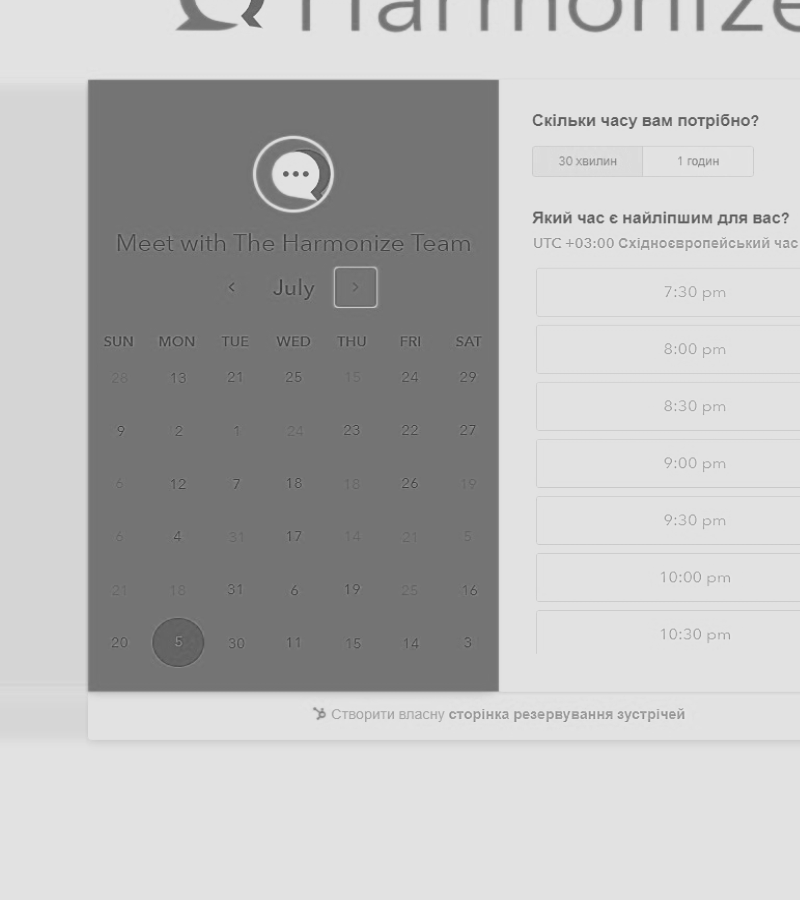 Harmonize
Meet with The Harmonize Team
July
SUN MON TUE WED THU FRI SAT
28 13 21 25 15 24 29
9 2 1 24 23 22 27
6 12 7 18 18 26 19
6 4 31 17 14 21 5
21 18 31 6 19 25 16
20 5 30 11 15 14 3
Скільки часу вам потрібно?
30 хвилин 1 годин
Який час є найліпшим для вас?
UTC +03:00 Східноєвропейський час
7:30 pm
8:00 pm
8:30 pm
9:00 pm
9:30 pm
10:00 pm
10:30 pm
Створити власну сторінка резервування зустрічей